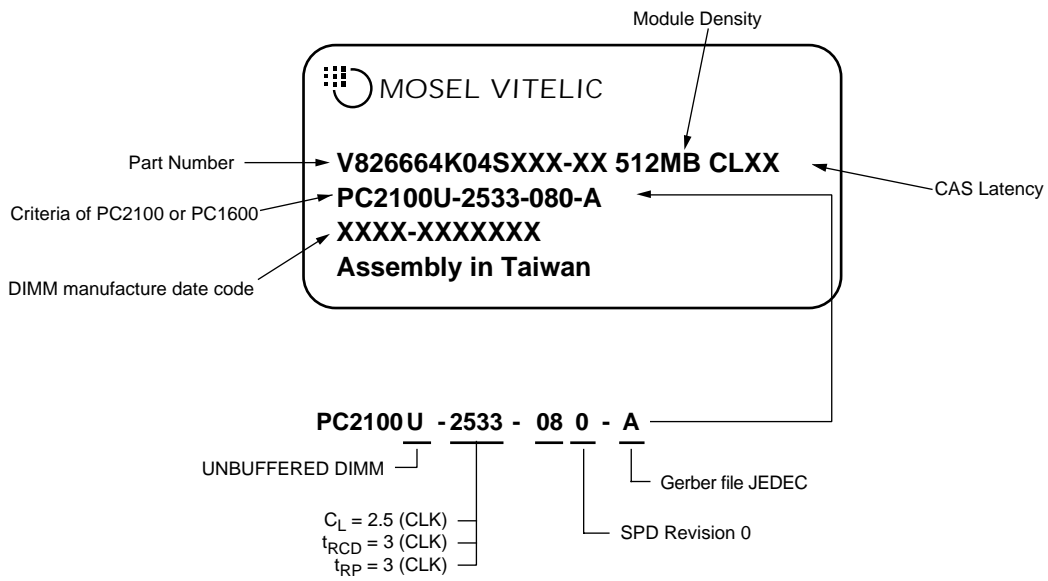 Module Density
MOSEL VITELIC
Part Number
V826664K04SXXX-XX 512MB CLXX
CAS Latency
Criteria of PC2100 or PC1600
PC2100U-2533-080-A
XXXX-XXXXXXX
DIMM manufacture date code
Assembly in Taiwan
PC2100 U - 2533 - 08 0 - A
UNBUFFERED DIMM
Gerber file JEDEC
CL = 2.5 (CLK)
tRCD = 3 (CLK)
tRP = 3 (CLK)
SPD Revision 0